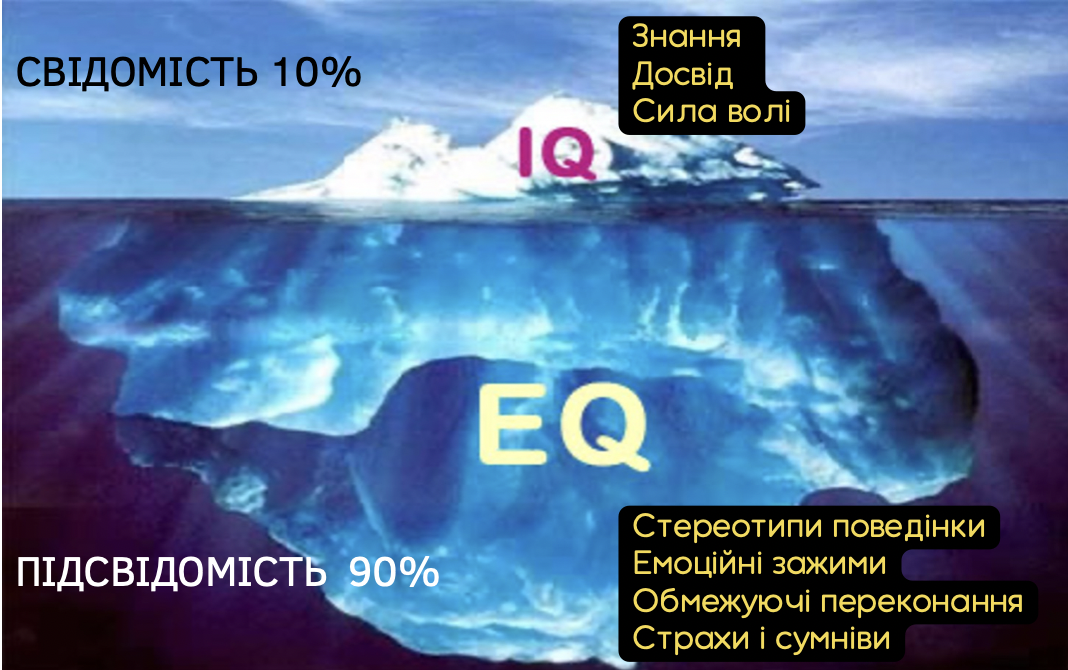 Знання
СВІДОМІСТЬ 10%
Досвід
Сила волі
IQ
EQ
Стереотипи поведінки
Емоційні зажими
ПІДСВІДОМІСТЬ 90%
Обмежуючі переконання
Страхи і сумніви